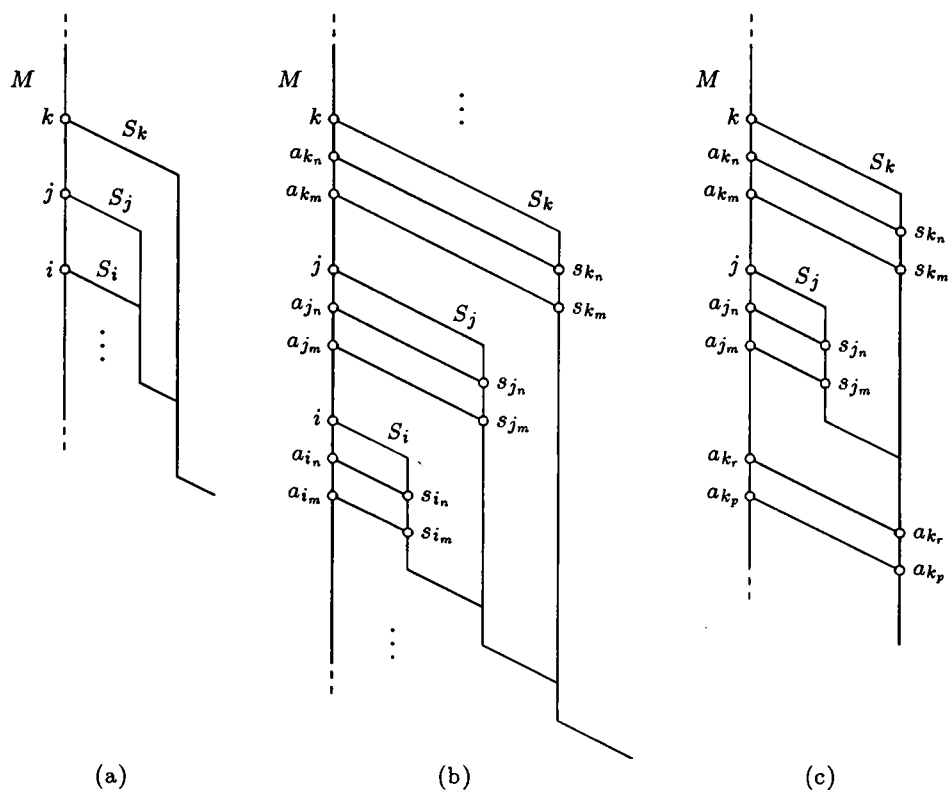 M
k
S_k
j
S_j
i
S_i
(a)
M
k
a_{k_n}
S_k
a_{k_m}
s_{k_n}
j
s_{k_m}
S_j
a_{j_n}
a_{j_m}
s_{j_n}
i
s_{j_m}
S_i
a_{i_n}
s_{i_n}
a_{i_m}
s_{i_m}
(b)
M
k
S_k
a_{k_n}
a_{k_m}
s_{k_n}
j
s_{k_m}
S_j
a_{j_n}
s_{j_n}
a_{j_m}
s_{j_m}
a_{k_r}
a_{k_p}
a_{k_r}
a_{k_p}
(c)